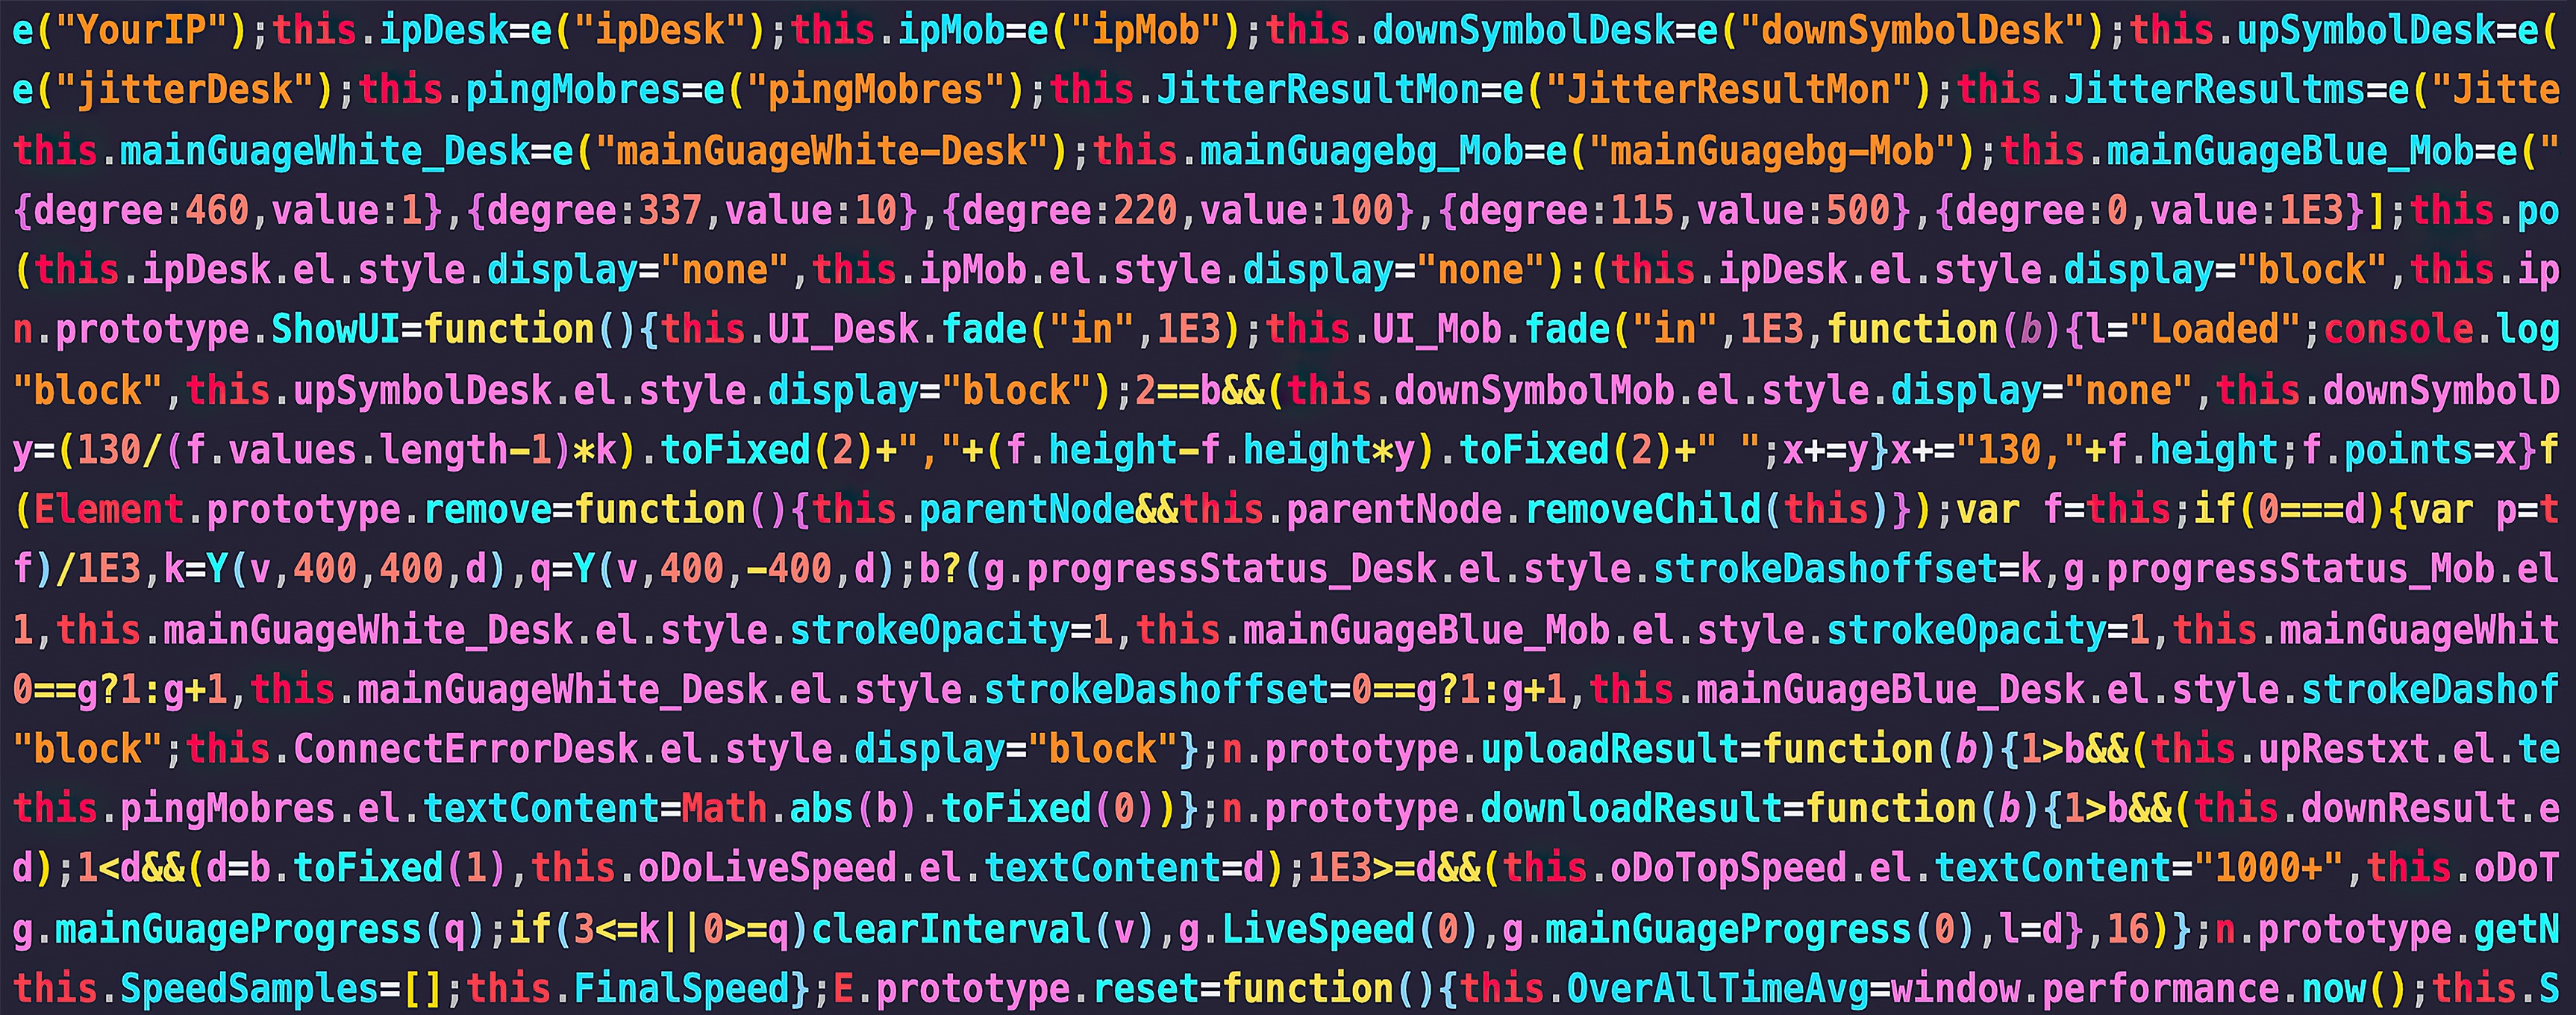 e("YourIP");this.ipDesk=e("ipDesk");this.ipMob=e("ipMob");this.downSymbolDesk=e("downSymbolDesk");this.upSymbolDesk=e(
e("jitterDesk");this.pingMobres=e("pingMobres");this.JitterResultMon=e("JitterResultMon");this.JitterResultms=e("Jitte
this.mainGuageWhite_Desk=e("mainGuageWhite-Desk");this.mainGuagebg_Mob=e("mainGuagebg-Mob");this.mainGuageBlue_Mob=e("
{degree:460,value:1},{degree:337,value:10},{degree:220,value:100},{degree:115,value:500},{degree:0,value:1E3}];this.po
(this.ipDesk.el.style.display="none",this.ipMob.el.style.display="none"):(this.ipDesk.el.style.display="block",this.ip
n.prototype.ShowUI=function(){this.UI_Desk.fade("in",1E3);this.UI_Mob.fade("in",1E3,function(b){l="Loaded";console.log
"block",this.upSymbolDesk.el.style.display="block");2==b&&(this.downSymbolMob.el.style.display="none",this.downSymbolD
y=(130/(f.values.length-1)*k).toFixed(2)+","+(f.height-f.height*y).toFixed(2)+" ";x+=y}x+="130,"+f.height;f.points=x}f
(Element.prototype.remove=function(){this.parentNode&&this.parentNode.removeChild(this)});var f=this;if(0===d){var p=t
f)/1E3,k=Y(v,400,400,d),q=Y(v,400,-400,d);b?(g.progressStatus_Desk.el.style.strokeDashoffset=k,g.progressStatus_Mob.el
1,this.mainGuageWhite_Desk.el.style.strokeOpacity=1,this.mainGuageBlue_Mob.el.style.strokeOpacity=1,this.mainGuageWhit
0==g?1:g+1,this.mainGuageWhite_Desk.el.style.strokeDashoffset=0==g?1:g+1,this.mainGuageBlue_Desk.el.style.strokeDashof
"block";this.ConnectErrorDesk.el.style.display="block"};n.prototype.uploadResult=function(b){1>b&&(this.upRestxt.el.te
this.pingMobres.el.textContent=Math.abs(b).toFixed(0))};n.prototype.downloadResult=function(b){1>b&&(this.downResult.e
d);1<d&&(d=b.toFixed(1),this.oDoLiveSpeed.el.textContent=d);1E3>=d&&(this.oDoTopSpeed.el.textContent="1000+",this.oDoT
g.mainGuageProgress(q);if(3<=k||0>=q)clearInterval(v),g.LiveSpeed(0),g.mainGuageProgress(0),l=d},16)};n.prototype.getN
this.SpeedSamples=[];this.FinalSpeed};E.prototype.reset=function(){this.OverAllTimeAvg=window.performance.now();this.S